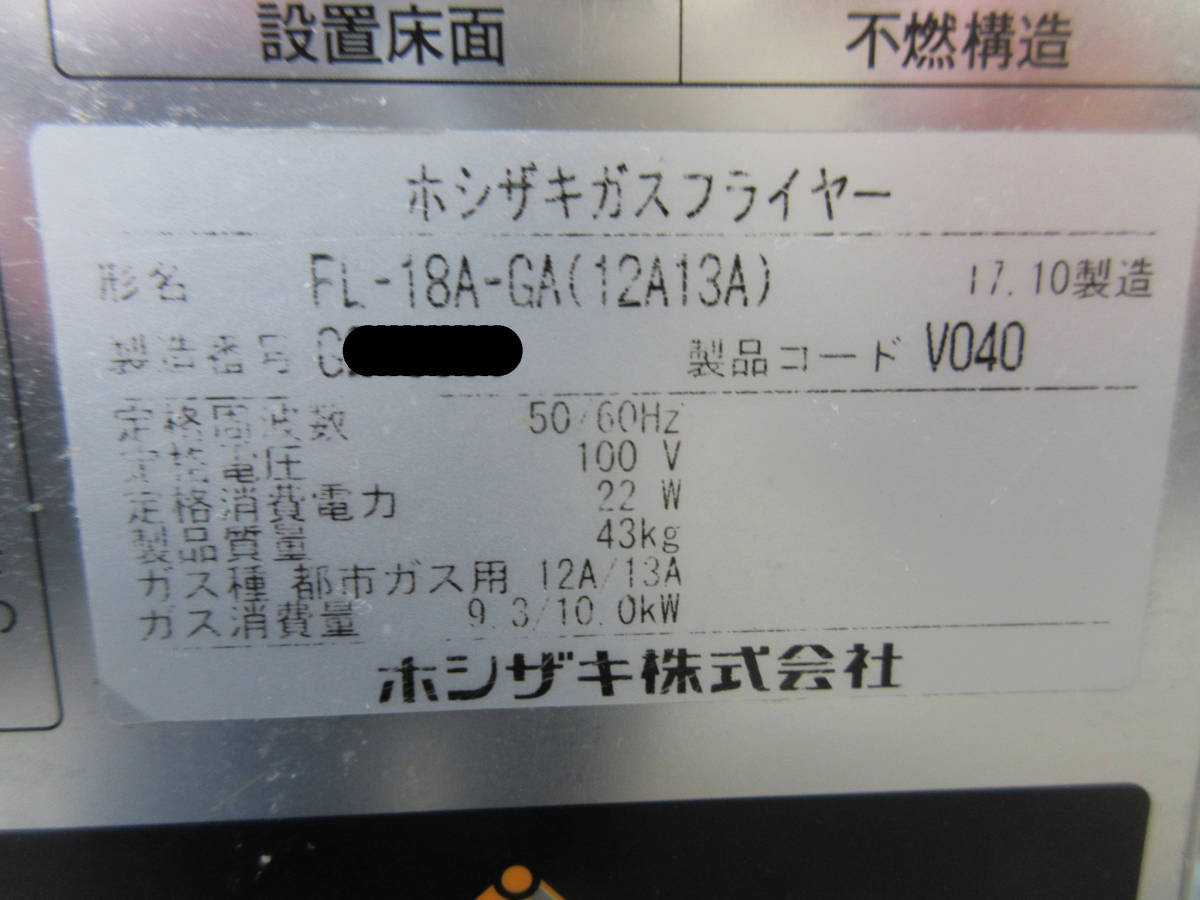 設置床面 不燃構造
ホシザキガスフライヤー
形名 FL-18A-GA(12A13A) 17.10製造
製造番号 製品コード V040
定格周波数 50/60Hz
定格電圧 100 V
定格消費電力 22 W
製品質量 43kg
ガス種 都市ガス用 12A/13A
ガス消費量 9.3/10.0kW
ホシザキ株式会社